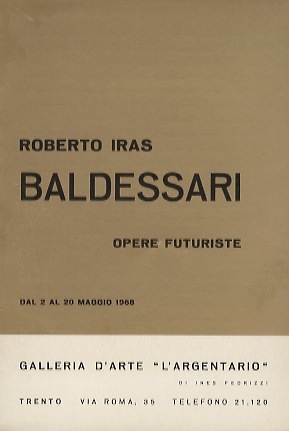 ROBERTO IRAS
BALDESSARI
OPERE FUTURISTE
DAL 2 AL 20 MAGGIO 1968
GALLERIA D'ARTE "L'ARGENTARIO"
DI INES FEDRIZZI
TRENTO VIA ROMA, 35 TELEFONO 21.120